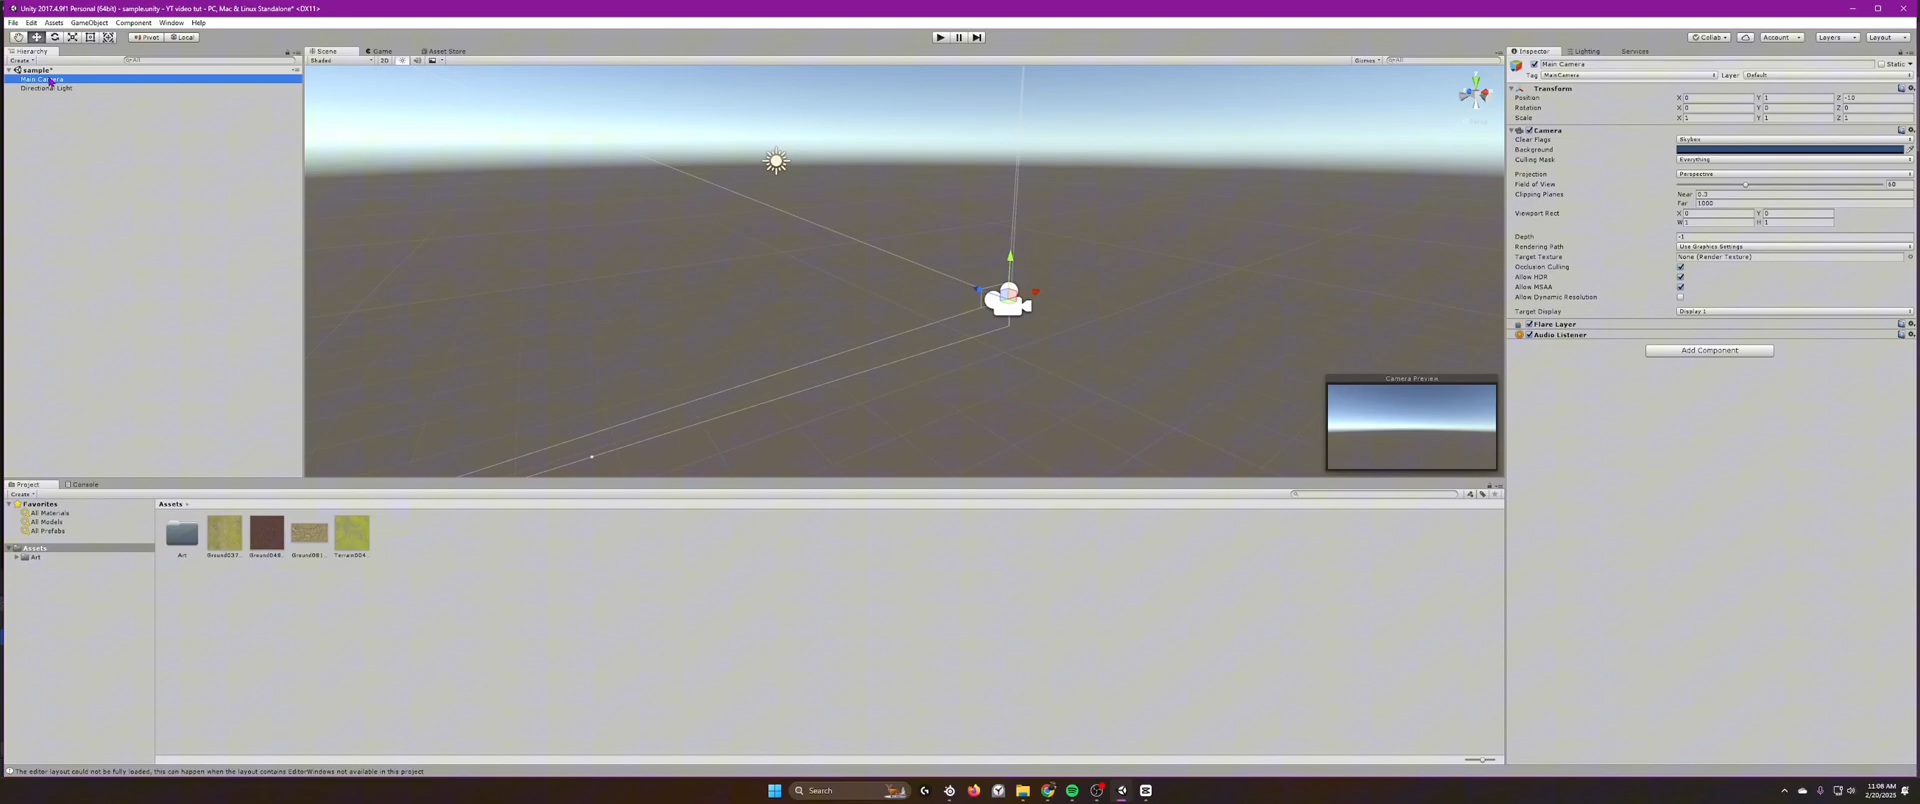 Unity 2017.4.9f1 Personal (64bit) - sample.unity - YT video tut - PC, Mac & Linux Standalone* <DX11>
File Edit Assets GameObject Component Window Help
Pivot Local
Collab Account Layers Layout
Hierarchy
Create
All
sample*
Main Camera
Directional Light
Scene Game Asset Store
Shaded 2D Gizmos All
Camera Preview
Inspector Lighting Services
Main Camera Static
Tag MainCamera Layer Default
Transform
Position X 0 Y 1 Z -10
Rotation X 0 Y 0 Z 0
Scale X 1 Y 1 Z 1
Camera
Clear Flags Skybox
Background
Culling Mask Everything
Projection Perspective
Field of View 60
Clipping Planes Near 0.3
Far 1000
Viewport Rect X 0 Y 0
W 1 H 1
Depth -1
Rendering Path Use Graphics Settings
Target Texture None (Render Texture)
Occlusion Culling
Allow HDR
Allow MSAA
Allow Dynamic Resolution
Target Display Display 1
Flare Layer
Audio Listener
Add Component
Project Console
Create
Favorites
All Materials
All Models
All Prefabs
Assets
Art
Assets
Art Ground037... Ground048... Ground081... Terrain004...
The editor layout could not be fully loaded, this can happen when the layout contains EditorWindows not available in this project
Search
11:08 AM
2/20/2025